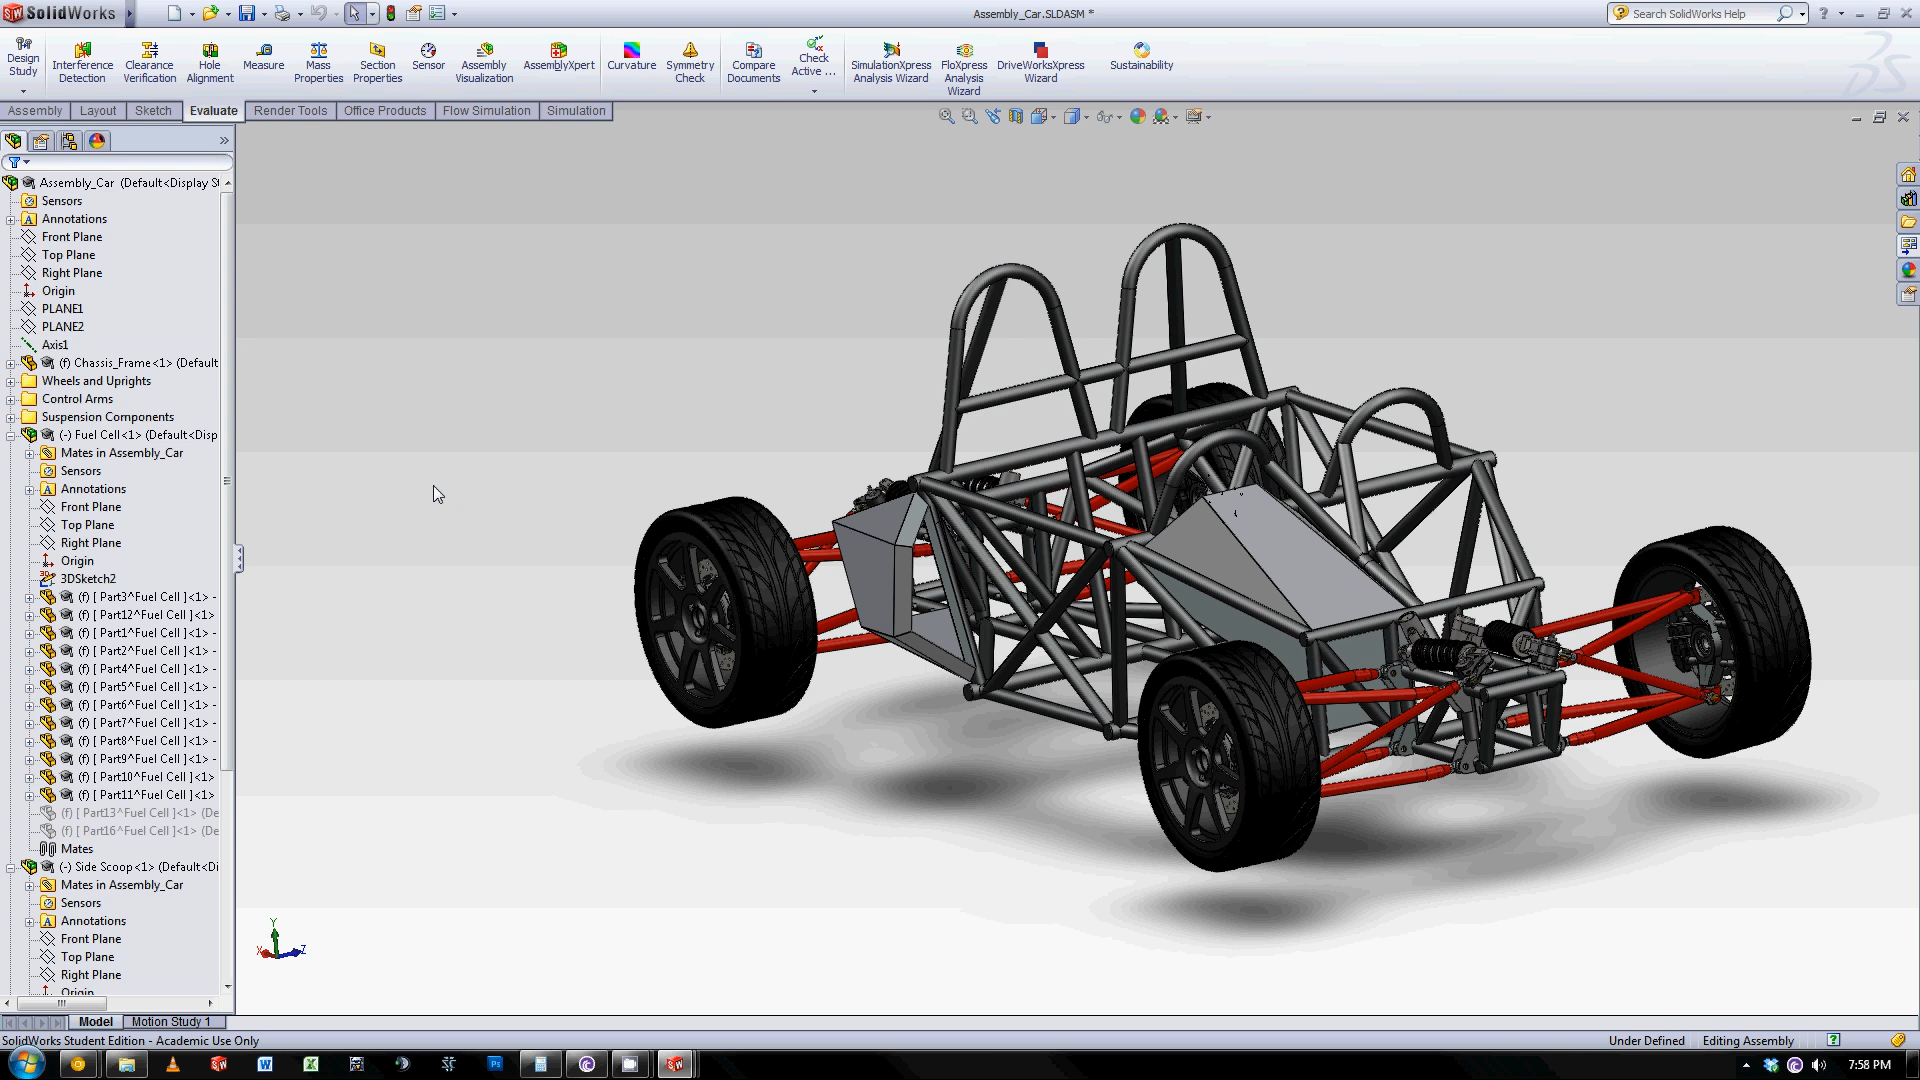 SolidWorks
Assembly_Car.SLDASM *
Search SolidWorks Help
Design Study
Interference Detection
Clearance Verification
Hole Alignment
Measure
Mass Properties
Section Properties
Sensor
Assembly Visualization
AssemblyXpert
Curvature
Symmetry Check
Compare Documents
Check Active ...
SimulationXpress Analysis Wizard
FloXpress Analysis Wizard
DriveWorksXpress Wizard
Sustainability
Assembly
Layout
Sketch
Evaluate
Render Tools
Office Products
Flow Simulation
Simulation
Assembly_Car (Default<Display St
Sensors
Annotations
Front Plane
Top Plane
Right Plane
Origin
PLANE1
PLANE2
Axis1
(f) Chassis_Frame<1> (Default
Wheels and Uprights
Control Arms
Suspension Components
(-) Fuel Cell<1> (Default<Disp
Mates in Assembly_Car
Sensors
Annotations
Front Plane
Top Plane
Right Plane
Origin
3DSketch2
(f) [ Part3^Fuel Cell ]<1> -
(f) [ Part12^Fuel Cell ]<1>
(f) [ Part1^Fuel Cell ]<1> -
(f) [ Part2^Fuel Cell ]<1> -
(f) [ Part4^Fuel Cell ]<1> -
(f) [ Part5^Fuel Cell ]<1> -
(f) [ Part6^Fuel Cell ]<1> -
(f) [ Part7^Fuel Cell ]<1> -
(f) [ Part8^Fuel Cell ]<1> -
(f) [ Part9^Fuel Cell ]<1> -
(f) [ Part10^Fuel Cell ]<1>
(f) [ Part11^Fuel Cell ]<1>
(f) [ Part13^Fuel Cell ]<1> (De
(f) [ Part16^Fuel Cell ]<1> (De
Mates
(-) Side Scoop<1> (Default<Di
Mates in Assembly_Car
Sensors
Annotations
Front Plane
Top Plane
Right Plane
Origin
Y
X
Z
Model
Motion Study 1
SolidWorks Student Edition - Academic Use Only
Under Defined
Editing Assembly
7:58 PM